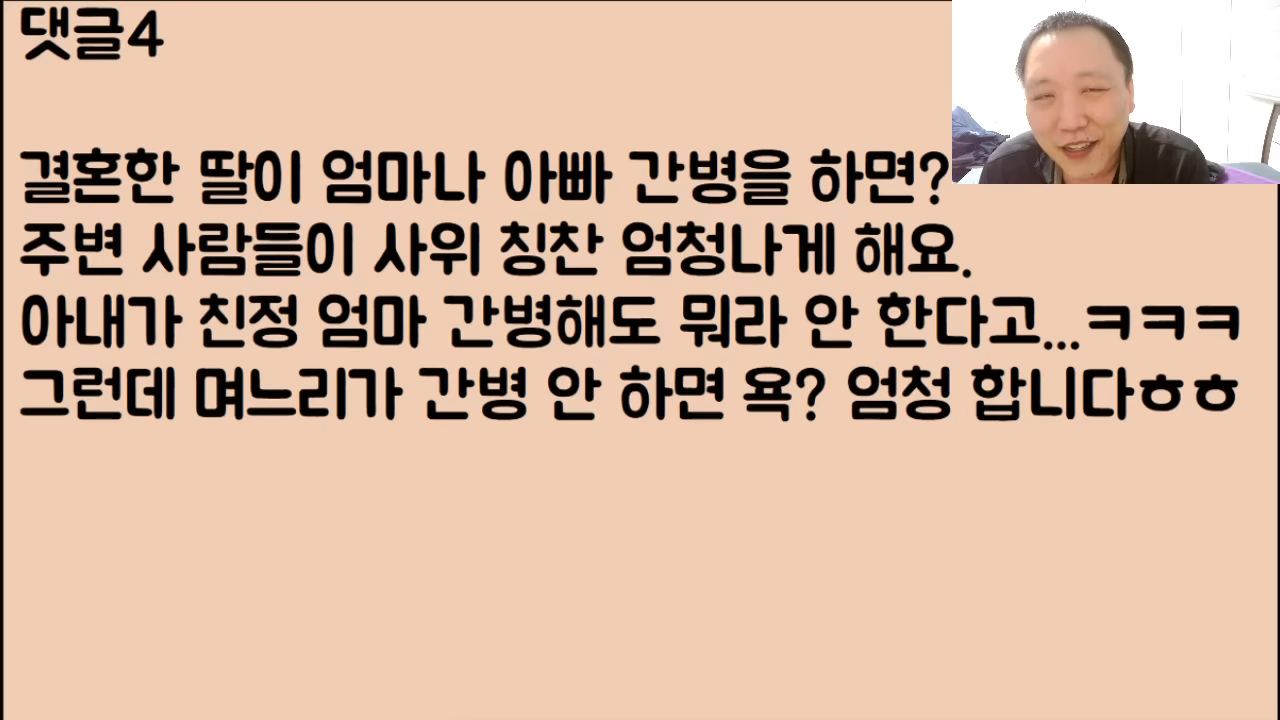 댓글4
결혼한 딸이 엄마나 아빠 간병을 하면?
주변 사람들이 사위 칭찬 엄청나게 해요.
아내가 친정 엄마 간병해도 뭐라 안 한다고...ㅋㅋㅋ
그런데 며느리가 간병 안 하면 욕? 엄청 합니다ㅎㅎ